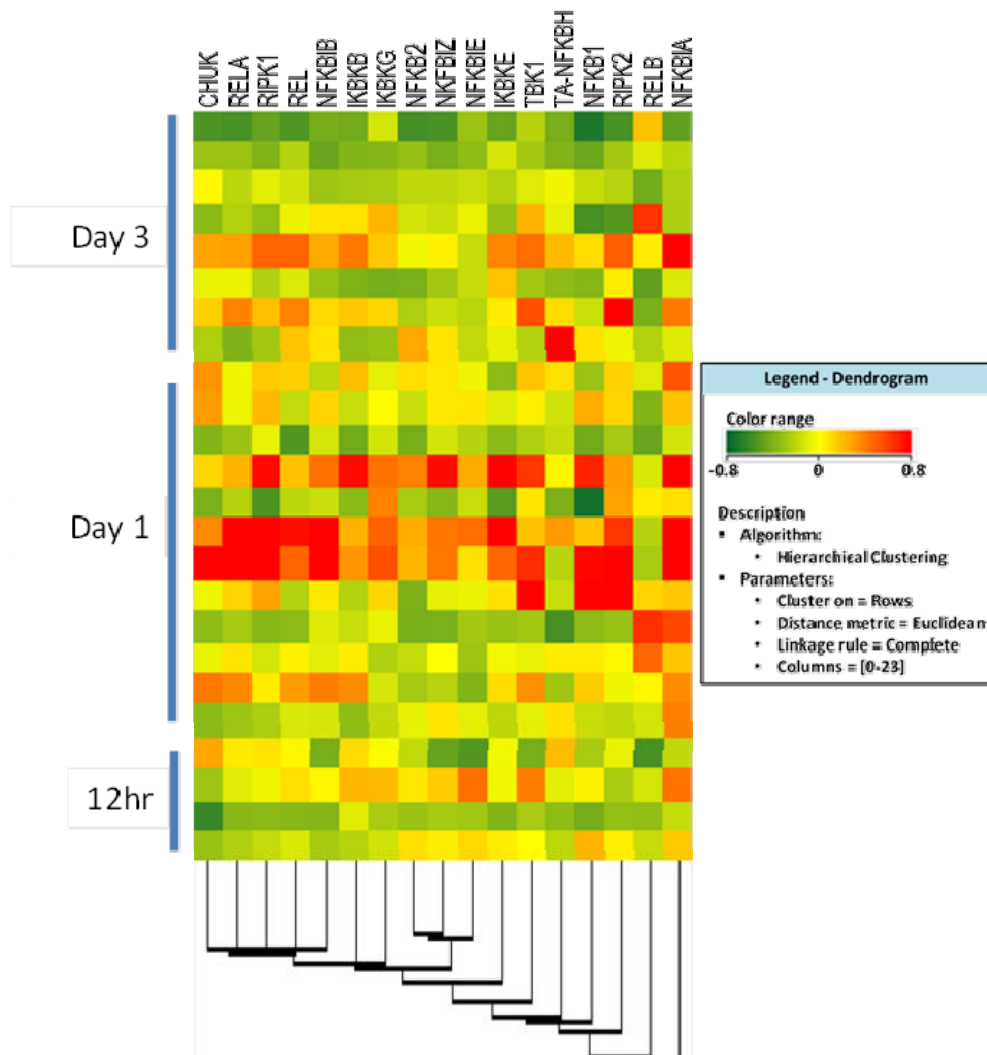 CHUK
RELA
RIPK1
REL
NFKBIB
IKBKB
IKBKG
NFKB2
NKFBIZ
NFKBIE
IKBKE
TBK1
TA-NFKBH
NFKB1
RIPK2
RELB
NFKBIA
Day 3
Day 1
12hr
Legend - Dendrogram
Color range
-0.8 0 0.8
Description
▪ Algorithm:
• Hierarchical Clustering
▪ Parameters:
• Cluster on = Rows
• Distance metric = Euclidean
• Linkage rule = Complete
• Columns = [0-23]